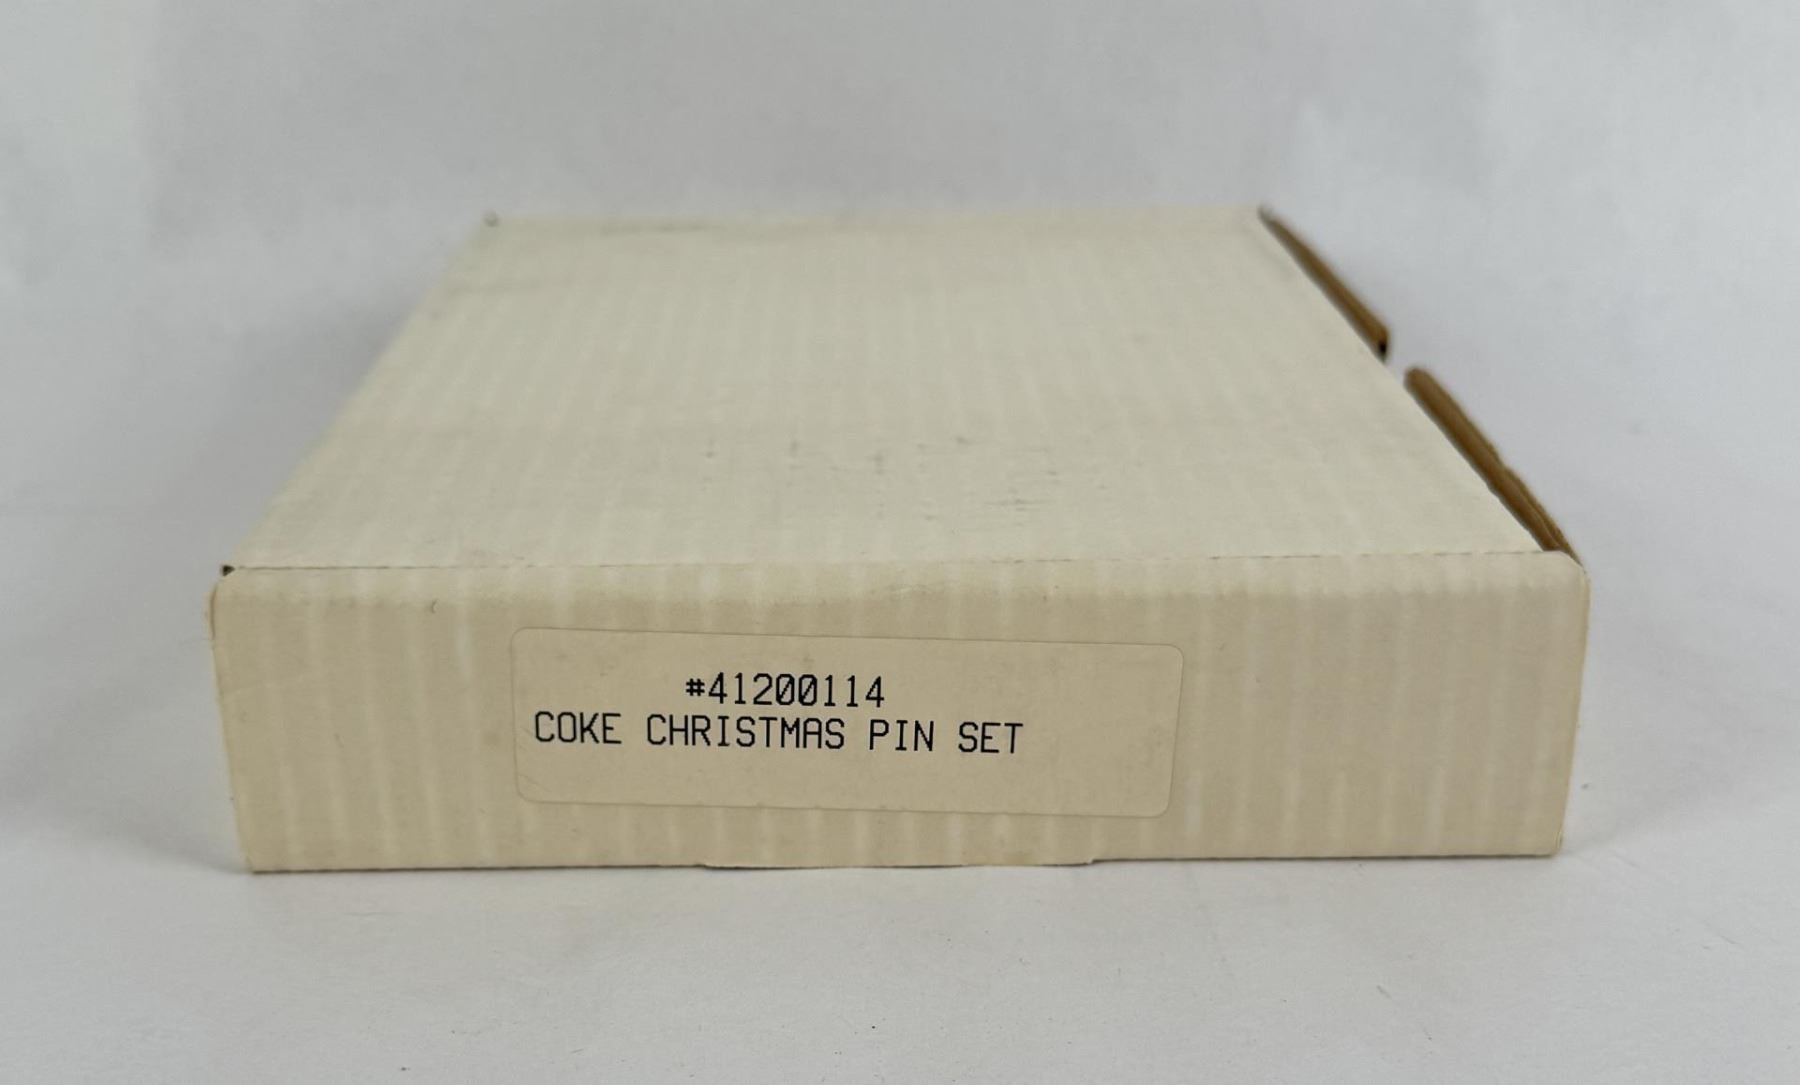 #41200114
COKE CHRISTMAS PIN SET